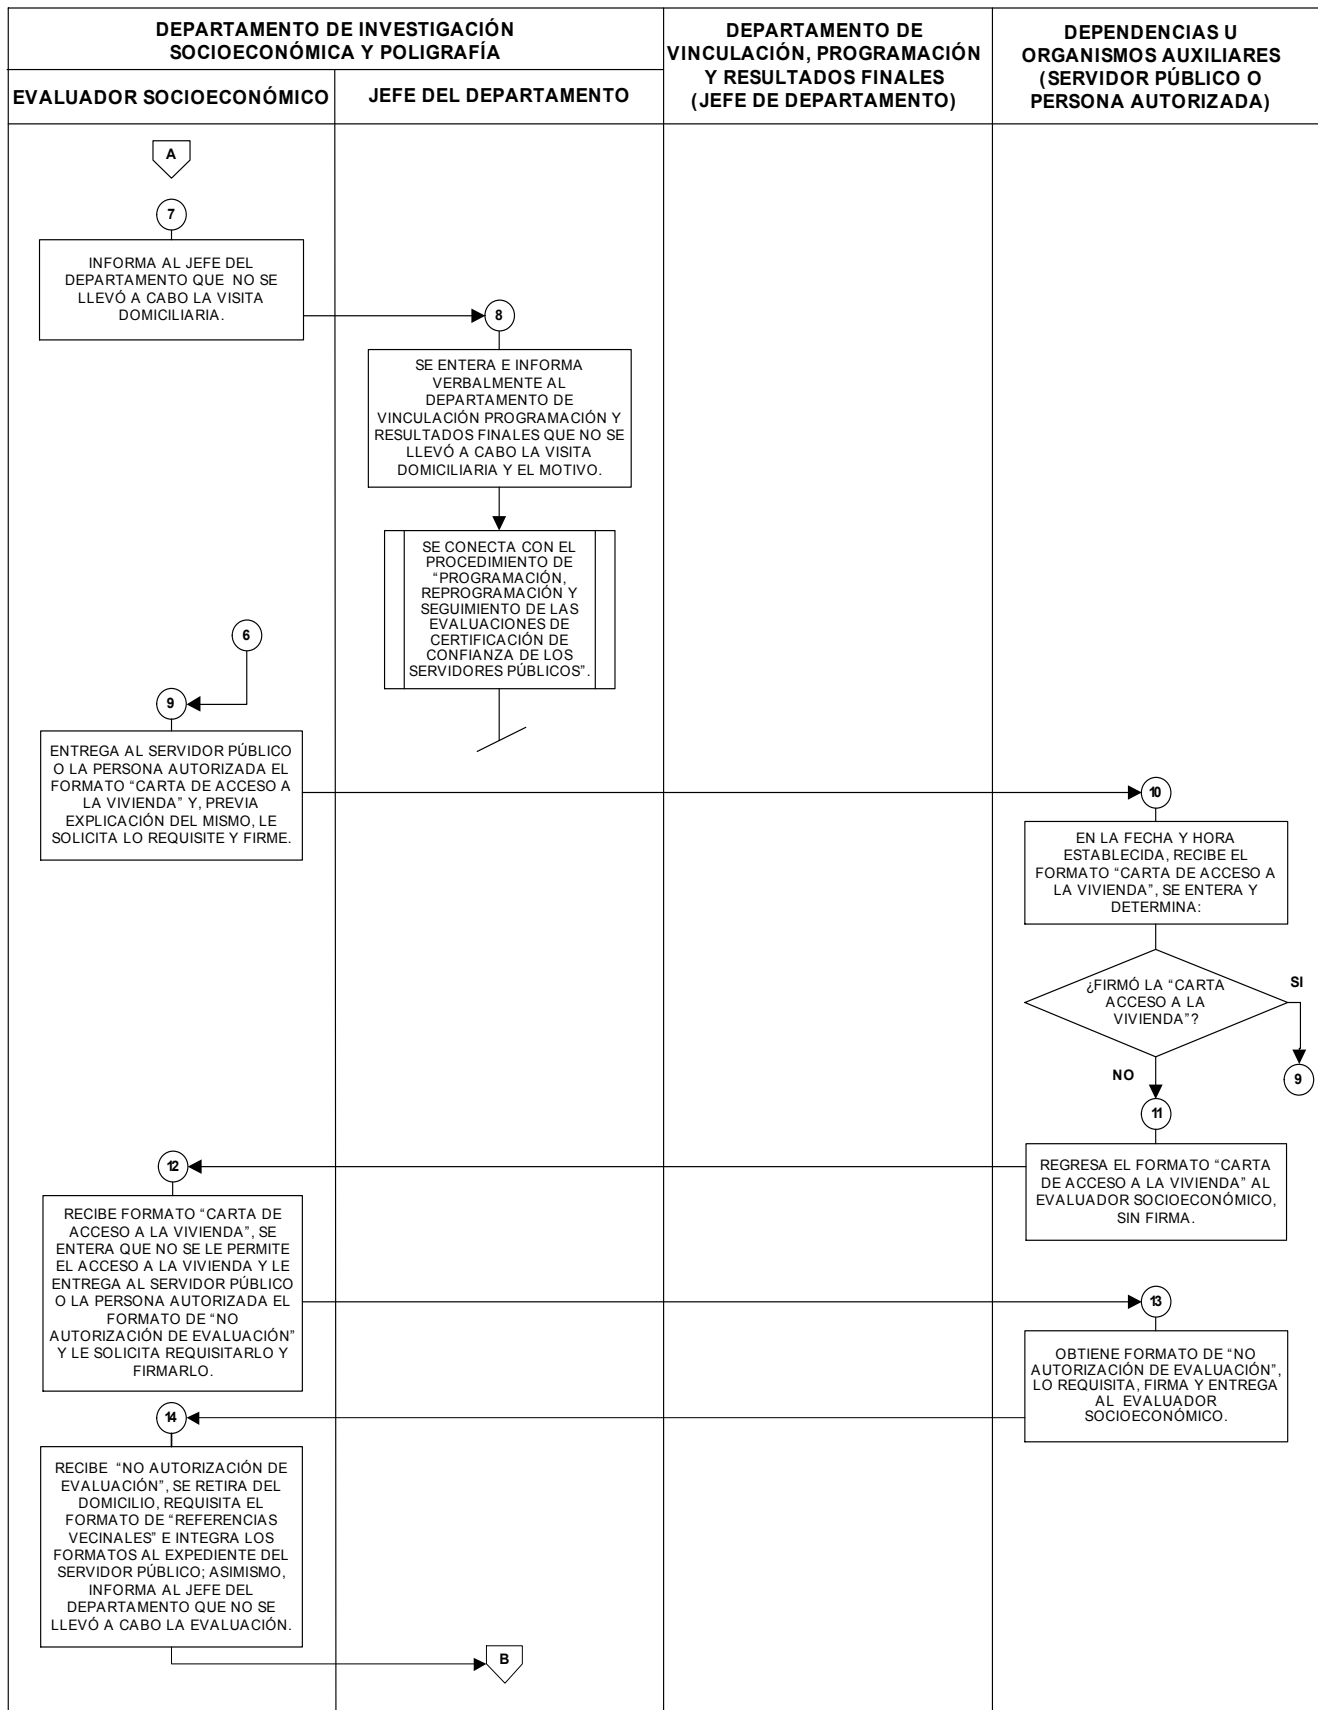 DEPARTAMENTO DE INVESTIGACIÓN
SOCIOECONÓMICA Y POLIGRAFÍA
DEPARTAMENTO DE
VINCULACIÓN, PROGRAMACIÓN
Y RESULTADOS FINALES
(JEFE DE DEPARTAMENTO)
DEPENDENCIAS U
ORGANISMOS AUXILIARES
(SERVIDOR PÚBLICO O
PERSONA AUTORIZADA)
EVALUADOR SOCIOECONÓMICO
JEFE DEL DEPARTAMENTO
A
7
INFORMA AL JEFE DEL
DEPARTAMENTO QUE NO SE
LLEVÓ A CABO LA VISITA
DOMICILIARIA.
8
SE ENTERA E INFORMA
VERBALMENTE AL
DEPARTAMENTO DE
VINCULACIÓN PROGRAMACIÓN Y
RESULTADOS FINALES QUE NO SE
LLEVÓ A CABO LA VISITA
DOMICILIARIA Y EL MOTIVO.
SE CONECTA CON EL
PROCEDIMIENTO DE
“PROGRAMACIÓN,
REPROGRAMACIÓN Y
SEGUIMIENTO DE LAS
EVALUACIONES DE
CERTIFICACIÓN DE
CONFIANZA DE LOS
SERVIDORES PÚBLICOS”.
6
9
ENTREGA AL SERVIDOR PÚBLICO
O LA PERSONA AUTORIZADA EL
FORMATO “CARTA DE ACCESO A
LA VIVIENDA” Y, PREVIA
EXPLICACIÓN DEL MISMO, LE
SOLICITA LO REQUISITE Y FIRME.
10
EN LA FECHA Y HORA
ESTABLECIDA, RECIBE EL
FORMATO “CARTA DE ACCESO A
LA VIVIENDA”, SE ENTERA Y
DETERMINA:
¿FIRMÓ LA “CARTA
ACCESO A LA
VIVIENDA”?
SI
9
NO
11
REGRESA EL FORMATO “CARTA
DE ACCESO A LA VIVIENDA” AL
EVALUADOR SOCIOECONÓMICO,
SIN FIRMA.
12
RECIBE FORMATO “CARTA DE
ACCESO A LA VIVIENDA”, SE
ENTERA QUE NO SE LE PERMITE
EL ACCESO A LA VIVIENDA Y LE
ENTREGA AL SERVIDOR PÚBLICO
O LA PERSONA AUTORIZADA EL
FORMATO DE “NO
AUTORIZACIÓN DE EVALUACIÓN”
Y LE SOLICITA REQUISITARLO Y
FIRMARLO.
13
OBTIENE FORMATO DE “NO
AUTORIZACIÓN DE EVALUACIÓN”,
LO REQUISITA, FIRMA Y ENTREGA
AL EVALUADOR
SOCIOECONÓMICO.
14
RECIBE “NO AUTORIZACIÓN DE
EVALUACIÓN”, SE RETIRA DEL
DOMICILIO, REQUISITA EL
FORMATO DE “REFERENCIAS
VECINALES” E INTEGRA LOS
FORMATOS AL EXPEDIENTE DEL
SERVIDOR PÚBLICO; ASIMISMO,
INFORMA AL JEFE DEL
DEPARTAMENTO QUE NO SE
LLEVÓ A CABO LA EVALUACIÓN.
B